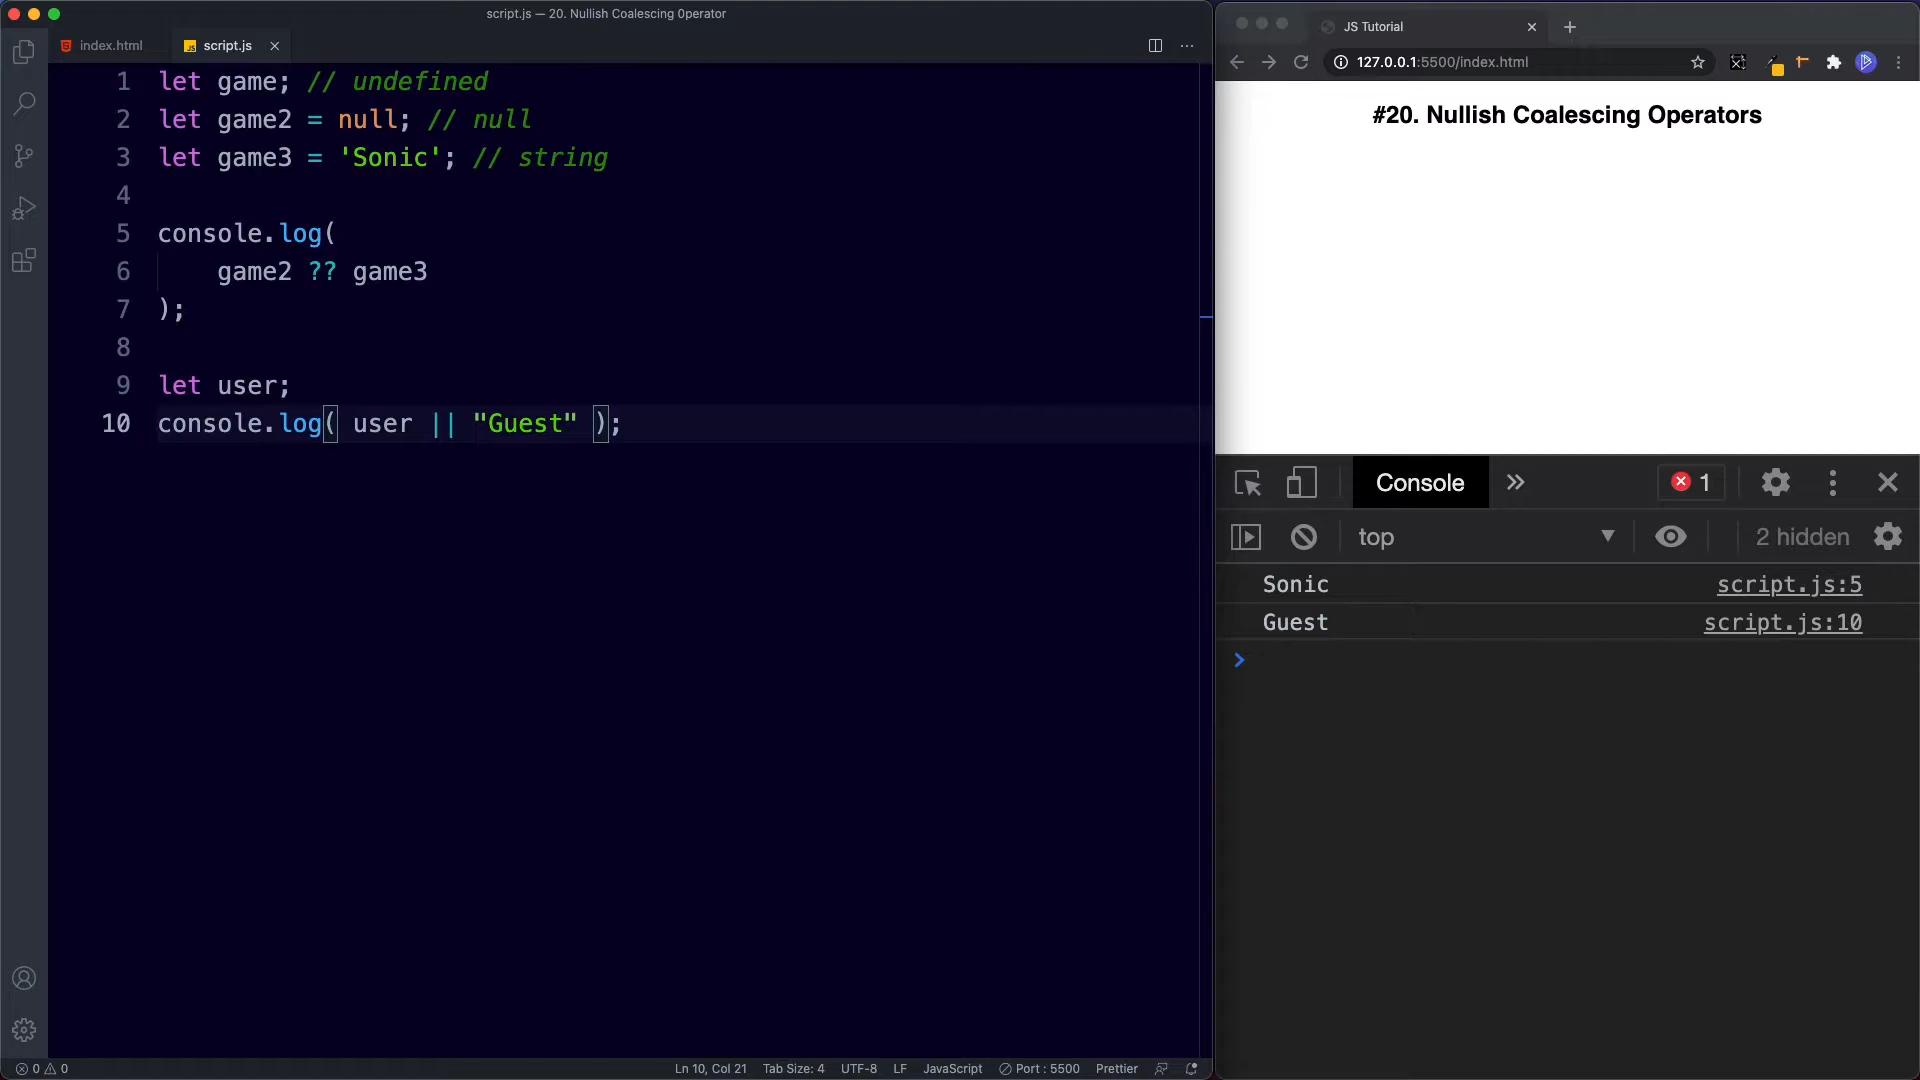 script.js — 20. Nullish Coalescing Operator
index.html
script.js
1 let game; // undefined
2 let game2 = null; // null
3 let game3 = 'Sonic'; // string
4
5 console.log(
6 game2 ?? game3
7 );
8
9 let user;
10 console.log( user || "Guest" );
0 0
Ln 10, Col 21 Tab Size: 4 UTF-8 LF JavaScript Port : 5500 Prettier
JS Tutorial
127.0.0.1:5500/index.html
#20. Nullish Coalescing Operators
Console 1
top 2 hidden
Sonic script.js:5
Guest script.js:10